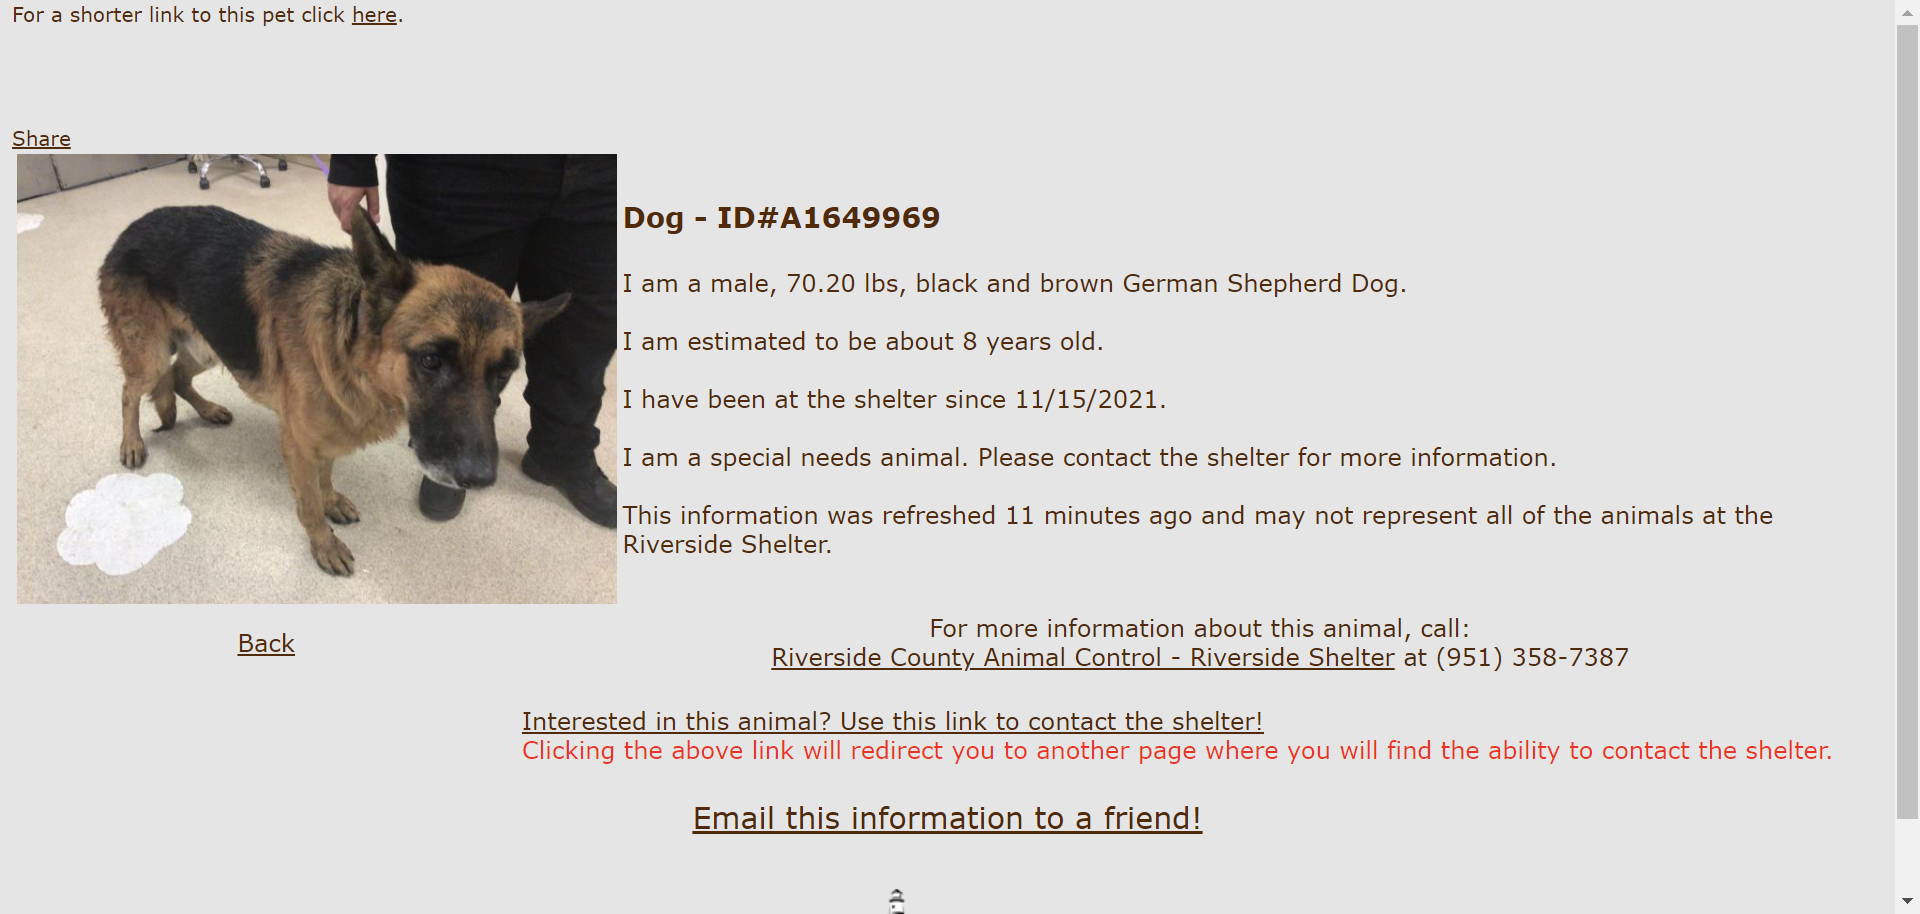 For a shorter link to this pet click here.
Share
Dog - ID#A1649969
I am a male, 70.20 lbs, black and brown German Shepherd Dog.
I am estimated to be about 8 years old.
I have been at the shelter since 11/15/2021.
I am a special needs animal. Please contact the shelter for more information.
This information was refreshed 11 minutes ago and may not represent all of the animals at the
Riverside Shelter.
Back
For more information about this animal, call:
Riverside County Animal Control - Riverside Shelter at (951) 358-7387
Interested in this animal? Use this link to contact the shelter!
Clicking the above link will redirect you to another page where you will find the ability to contact the shelter.
Email this information to a friend!